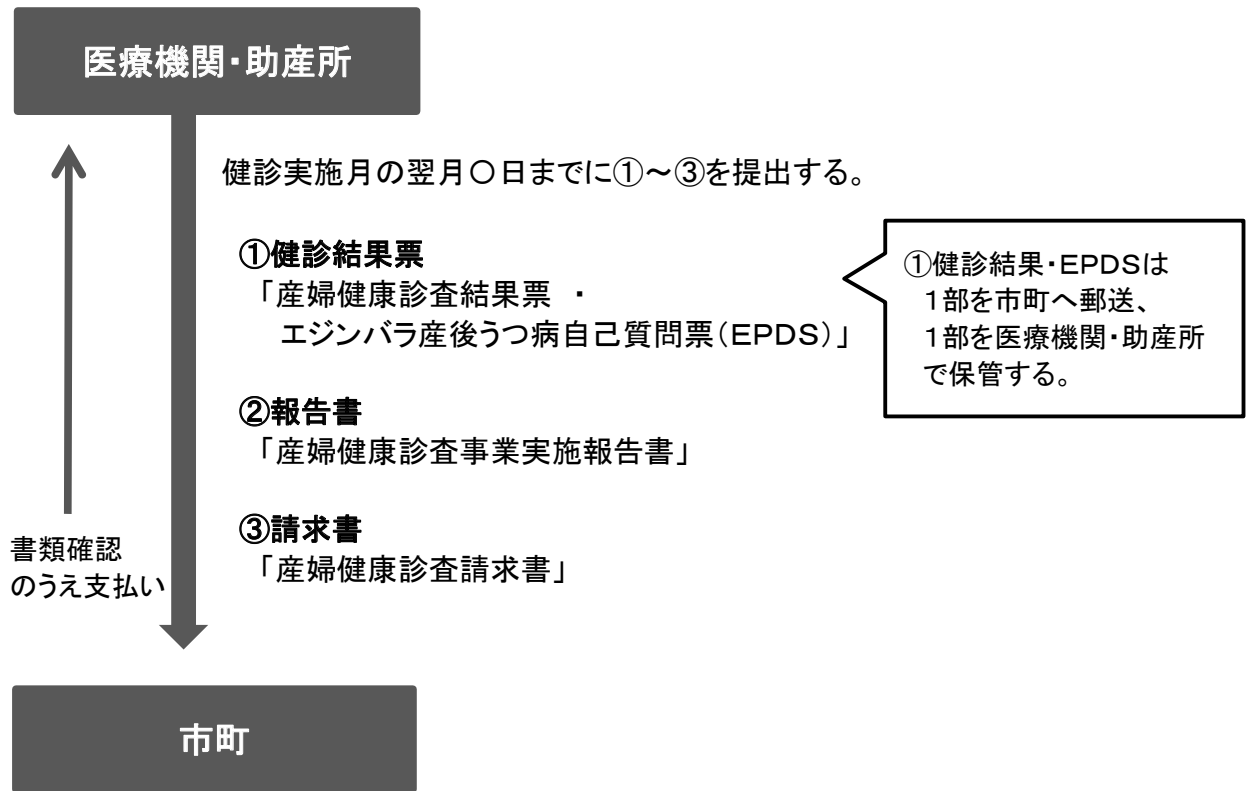 医療機関・助産所
健診実施月の翌月〇日までに①～③を提出する。
①健診結果票
「産婦健康診査結果票　・
エジンバラ産後うつ病自己質問票（ＥＰＤＳ）」
①健診結果・ＥＰＤＳは
１部を市町へ郵送、
１部を医療機関・助産所
で保管する。
②報告書
「産婦健康診査事業実施報告書」
③請求書
「産婦健康診査請求書」
書類確認
のうえ支払い
市町